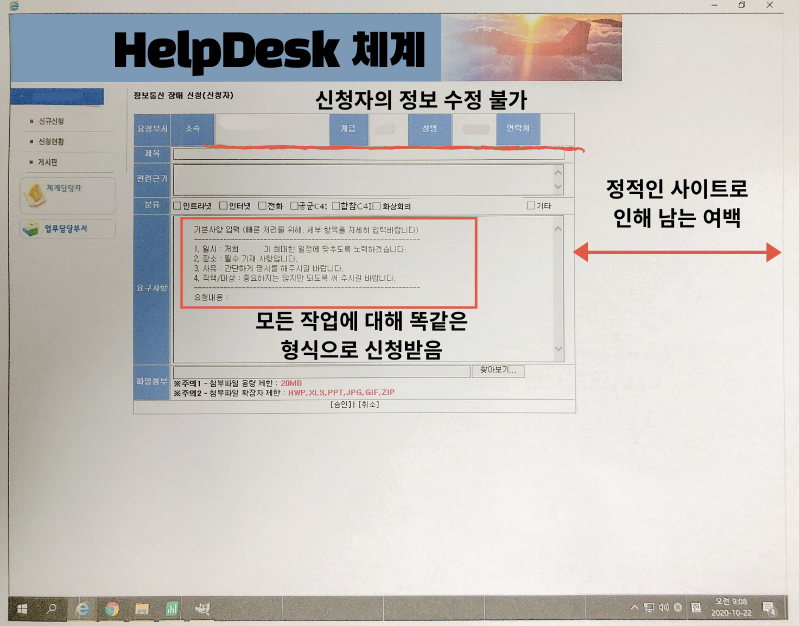 HelpDesk 체계
정보통신 장애 신청(신청자)
신청자의 정보 수정 불가
신규신청
신청현황
게시판
체계담당자
업무담당부서
요청부서 소속 계급 성명 연락처
제목
관련근거
분류 인트라넷 인터넷 전화 공군C4I 합참C4I 화상회의 기타
요구사항
기본사항 입력 (빠른 처리를 위해, 세부 항목을 자세히 입력바랍니다)
1. 일시 : 저희 이 최대한 일정에 맞추도록 노력하겠습니다
2. 장소 : 필수 기재 사항입니다.
3. 사유 : 간단하게 명시를 해주시길 바랍니다.
4. 직책/대상 : 중요하지는 않지만 되도록 써 주시길 바랍니다.
요청내용 :
모든 작업에 대해 똑같은
형식으로 신청받음
정적인 사이트로
인해 남는 여백
파일첨부 찾아보기...
※주의1 - 첨부파일 용량 제한 : 20MB
※주의2 - 첨부파일 확장자 제한 : HWP,XLS,PPT,JPG,GIF,ZIP
[승인] | [취소]
오전 9:08
2020-10-22
4